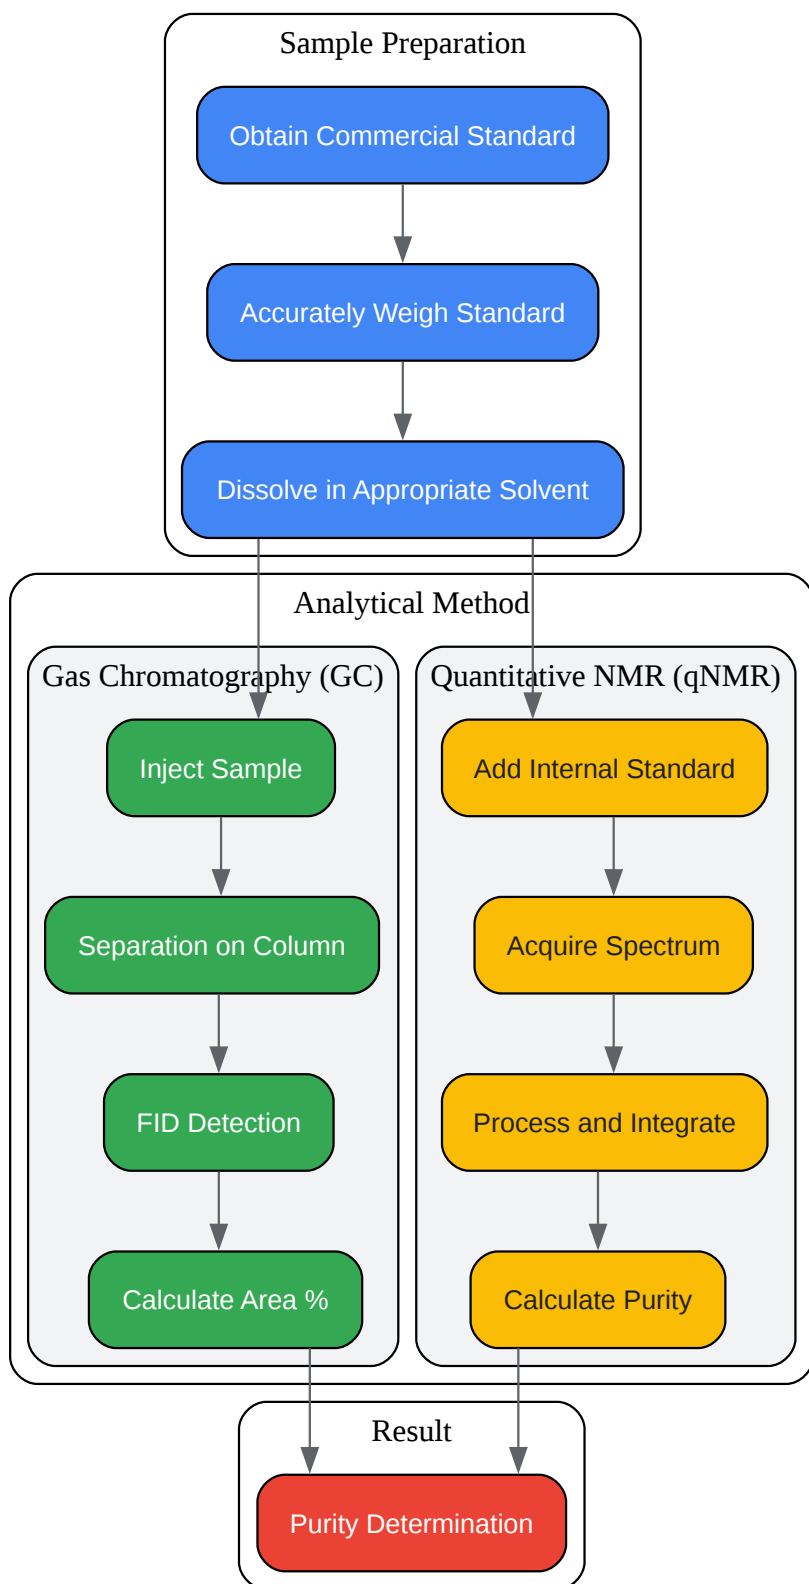 Sample Preparation
Obtain Commercial Standard
Accurately Weigh Standard
Dissolve in Appropriate Solvent
Analytical Method
Gas Chromatography (GC)
Inject Sample
Separation on Column
FID Detection
Calculate Area %
Quantitative NMR (qNMR)
Add Internal Standard
Acquire Spectrum
Process and Integrate
Calculate Purity
Result
Purity Determination